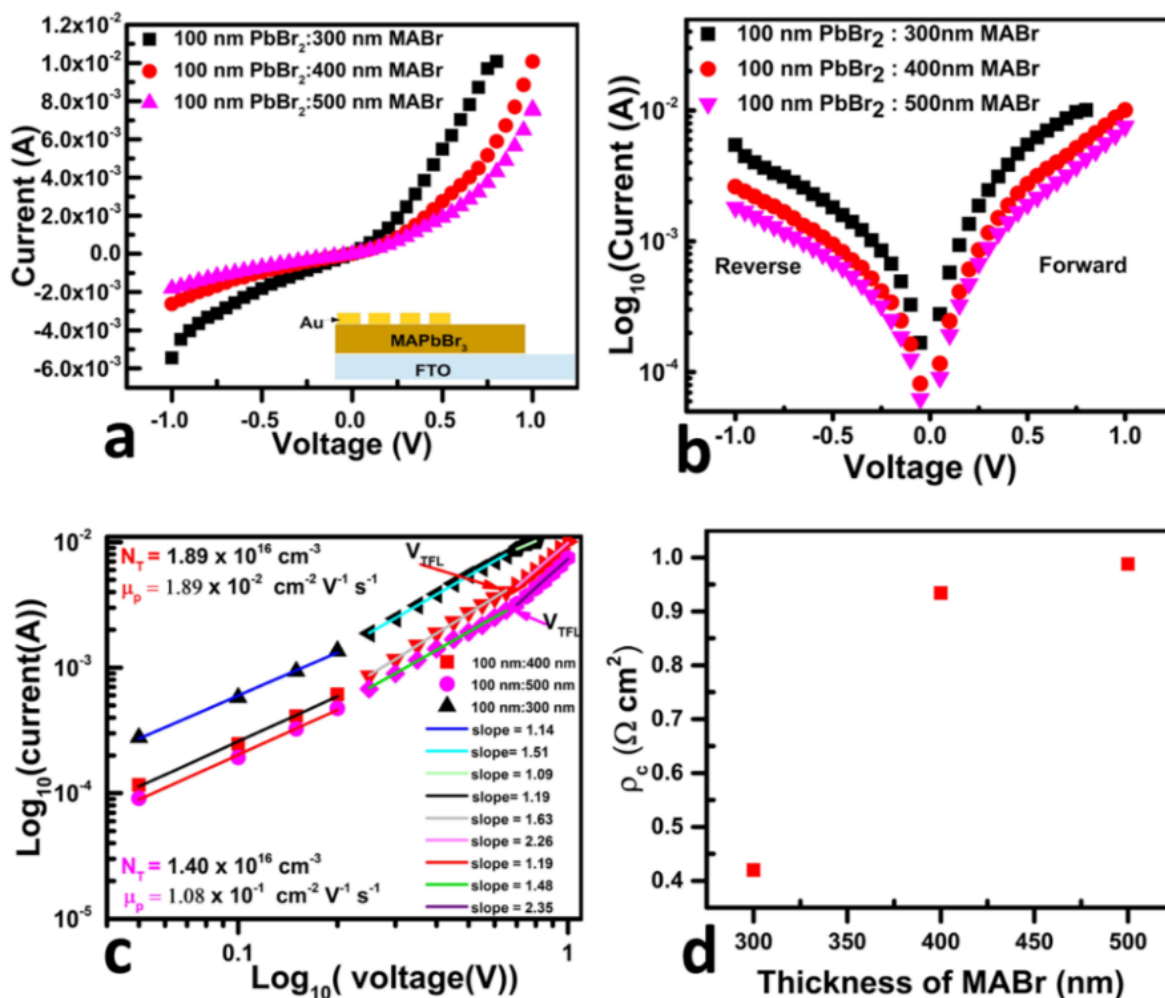 1.2x10⁻²
1.0x10⁻²
8.0x10⁻³
6.0x10⁻³
4.0x10⁻³
2.0x10⁻³
0.0
-2.0x10⁻³
-4.0x10⁻³
-6.0x10⁻³
Current (A)
100 nm PbBr₂:300 nm MABr
100 nm PbBr₂:400 nm MABr
100 nm PbBr₂:500 nm MABr
Au
MAPbBr₃
FTO
-1.0 -0.5 0.0 0.5 1.0
Voltage (V)
a
100 nm PbBr₂ : 300nm MABr
100 nm PbBr₂ : 400nm MABr
100 nm PbBr₂ : 500nm MABr
10⁻²
10⁻³
10⁻⁴
Log₁₀(Current (A))
Reverse
Forward
-1.0 -0.5 0.0 0.5 1.0
Voltage (V)
b
10⁻²
10⁻³
10⁻⁴
10⁻⁵
Log₁₀(current(A))
N_T = 1.89 x 10¹⁶ cm⁻³
μₚ = 1.89 x 10⁻² cm⁻² V⁻¹ s⁻¹
V_TFL
V_TFL
100 nm:400 nm
100 nm:500 nm
100 nm:300 nm
slope = 1.14
slope = 1.51
slope = 1.09
slope= 1.19
slope = 1.63
slope = 2.26
slope = 1.19
slope = 1.48
slope = 2.35
N_T = 1.40 x 10¹⁶ cm⁻³
μₚ = 1.08 x 10⁻¹ cm⁻² V⁻¹ s⁻¹
0.1 1
Log₁₀( voltage(V))
c
1.0
0.9
0.8
0.7
0.6
0.5
0.4
ρ_c (Ω cm²)
300 350 400 450 500
Thickness of MABr (nm)
d